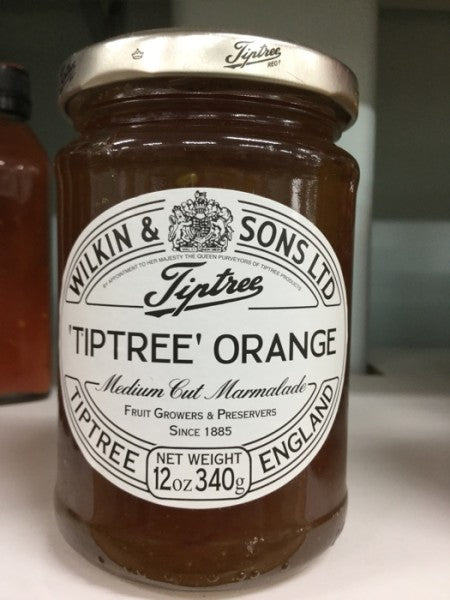 Tiptree
REG'D
WILKIN & SONS LTD
BY APPOINTMENT TO HER MAJESTY THE QUEEN PURVEYORS OF TIPTREE PRODUCTS
Tiptree
'TIPTREE' ORANGE
Medium Cut Marmalade
FRUIT GROWERS & PRESERVERS
SINCE 1885
TIPTREE ENGLAND
NET WEIGHT
12oz 340g